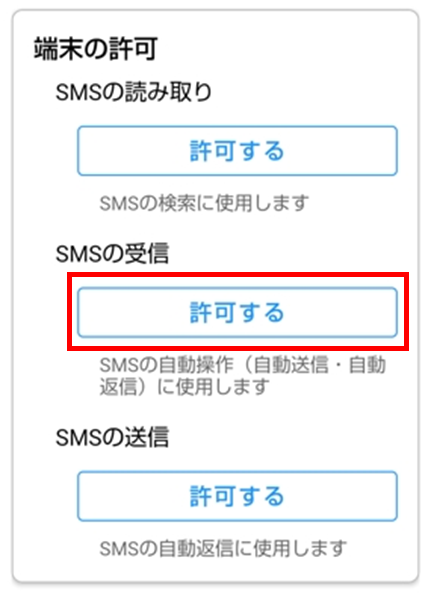 端末の許可
SMSの読み取り
許可する
SMSの検索に使用します
SMSの受信
許可する
SMSの自動操作（自動送信・自動
返信）に使用します
SMSの送信
許可する
SMSの自動返信に使用します